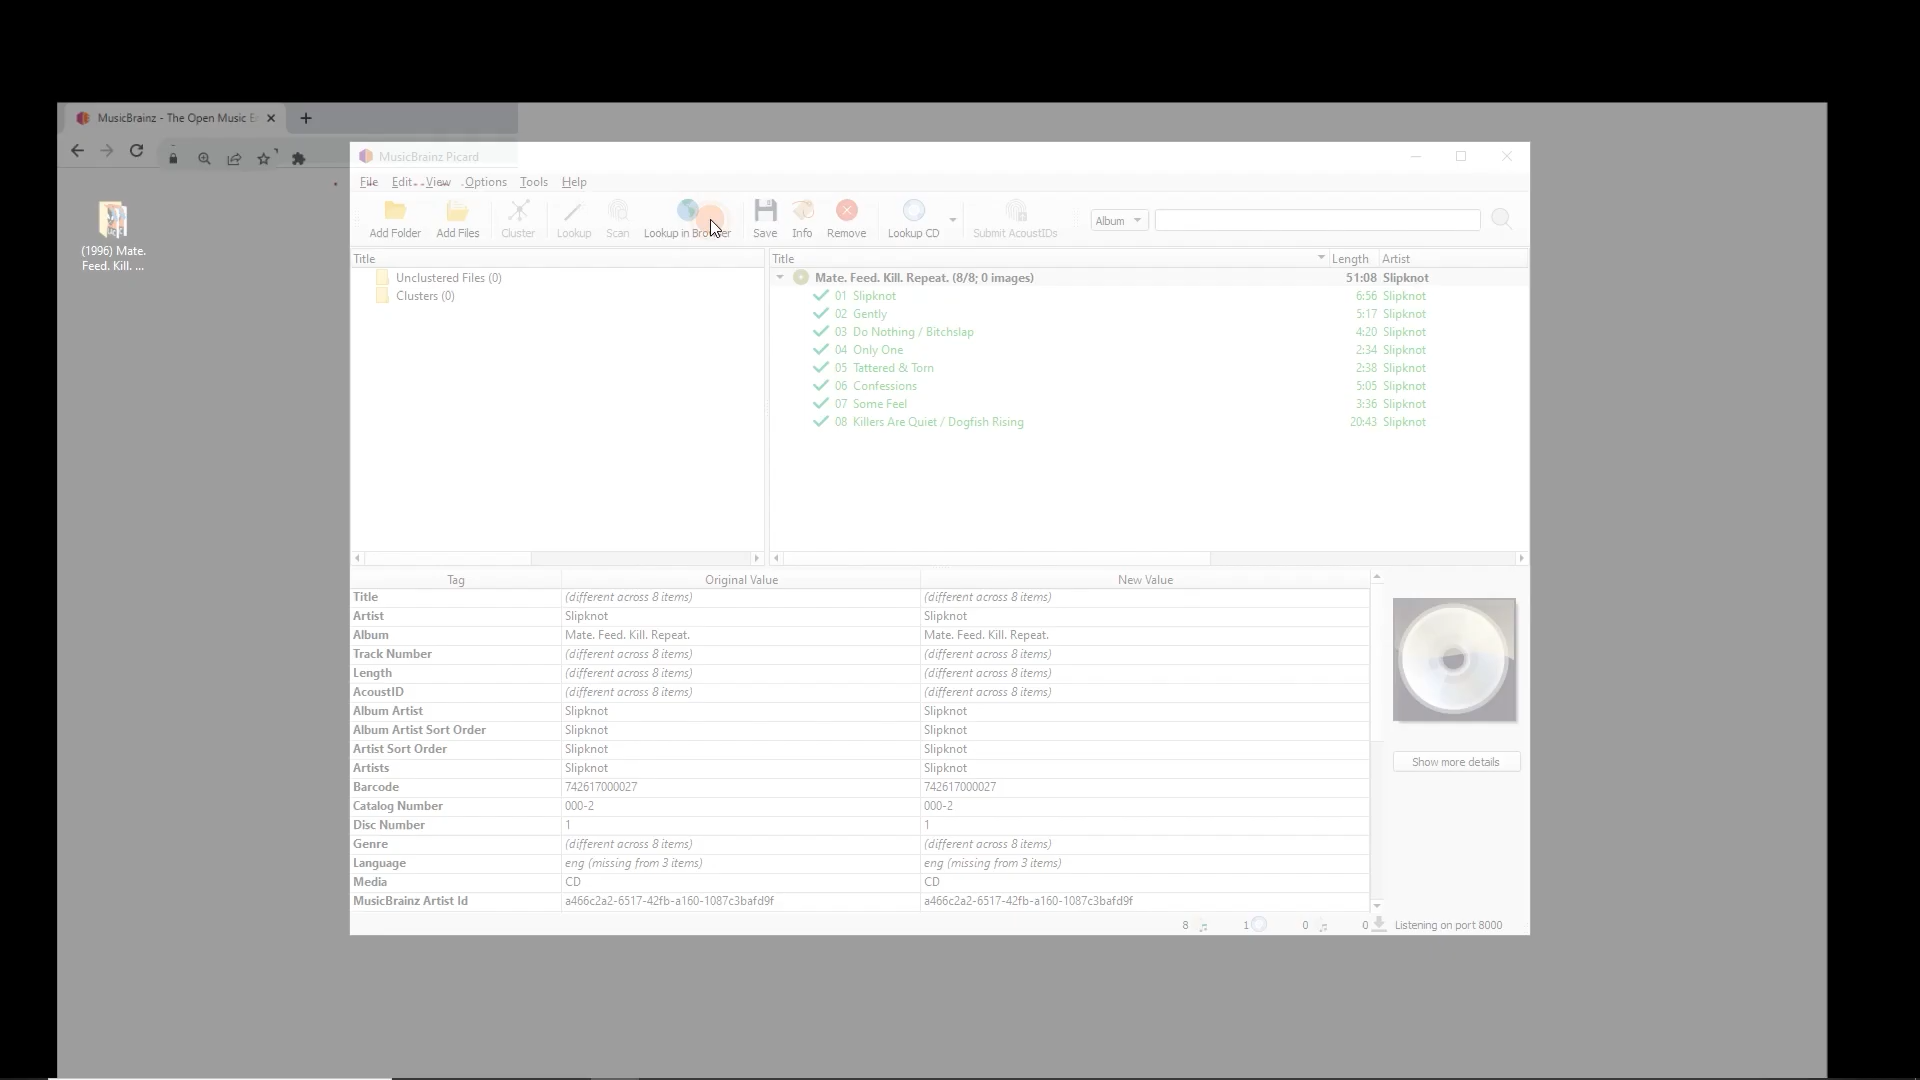 MusicBrainz - The Open Music E
(1996) Mate.
Feed. Kill. ...
MusicBrainz Picard
File Edit View Options Tools Help
Add Folder Add Files Cluster Lookup Scan Lookup in Browser Save Info Remove Lookup CD Submit AcoustIDs Album
Title
Unclustered Files (0)
Clusters (0)
Title Length Artist
Mate. Feed. Kill. Repeat. (8/8; 0 images) 51:08 Slipknot
01 Slipknot 6:56 Slipknot
02 Gently 5:17 Slipknot
03 Do Nothing / Bitchslap 4:20 Slipknot
04 Only One 2:34 Slipknot
05 Tattered & Torn 2:38 Slipknot
06 Confessions 5:05 Slipknot
07 Some Feel 3:36 Slipknot
08 Killers Are Quiet / Dogfish Rising 20:43 Slipknot
Tag Original Value New Value
Title (different across 8 items) (different across 8 items)
Artist Slipknot Slipknot
Album Mate. Feed. Kill. Repeat. Mate. Feed. Kill. Repeat.
Track Number (different across 8 items) (different across 8 items)
Length (different across 8 items) (different across 8 items)
AcoustID (different across 8 items) (different across 8 items)
Album Artist Slipknot Slipknot
Album Artist Sort Order Slipknot Slipknot
Artist Sort Order Slipknot Slipknot
Artists Slipknot Slipknot
Barcode 742617000027 742617000027
Catalog Number 000-2 000-2
Disc Number 1 1
Genre (different across 8 items) (different across 8 items)
Language eng (missing from 3 items) eng (missing from 3 items)
Media CD CD
MusicBrainz Artist Id a466c2a2-6517-42fb-a160-1087c3bafd9f a466c2a2-6517-42fb-a160-1087c3bafd9f
Show more details
8 1 0 0 Listening on port 8000